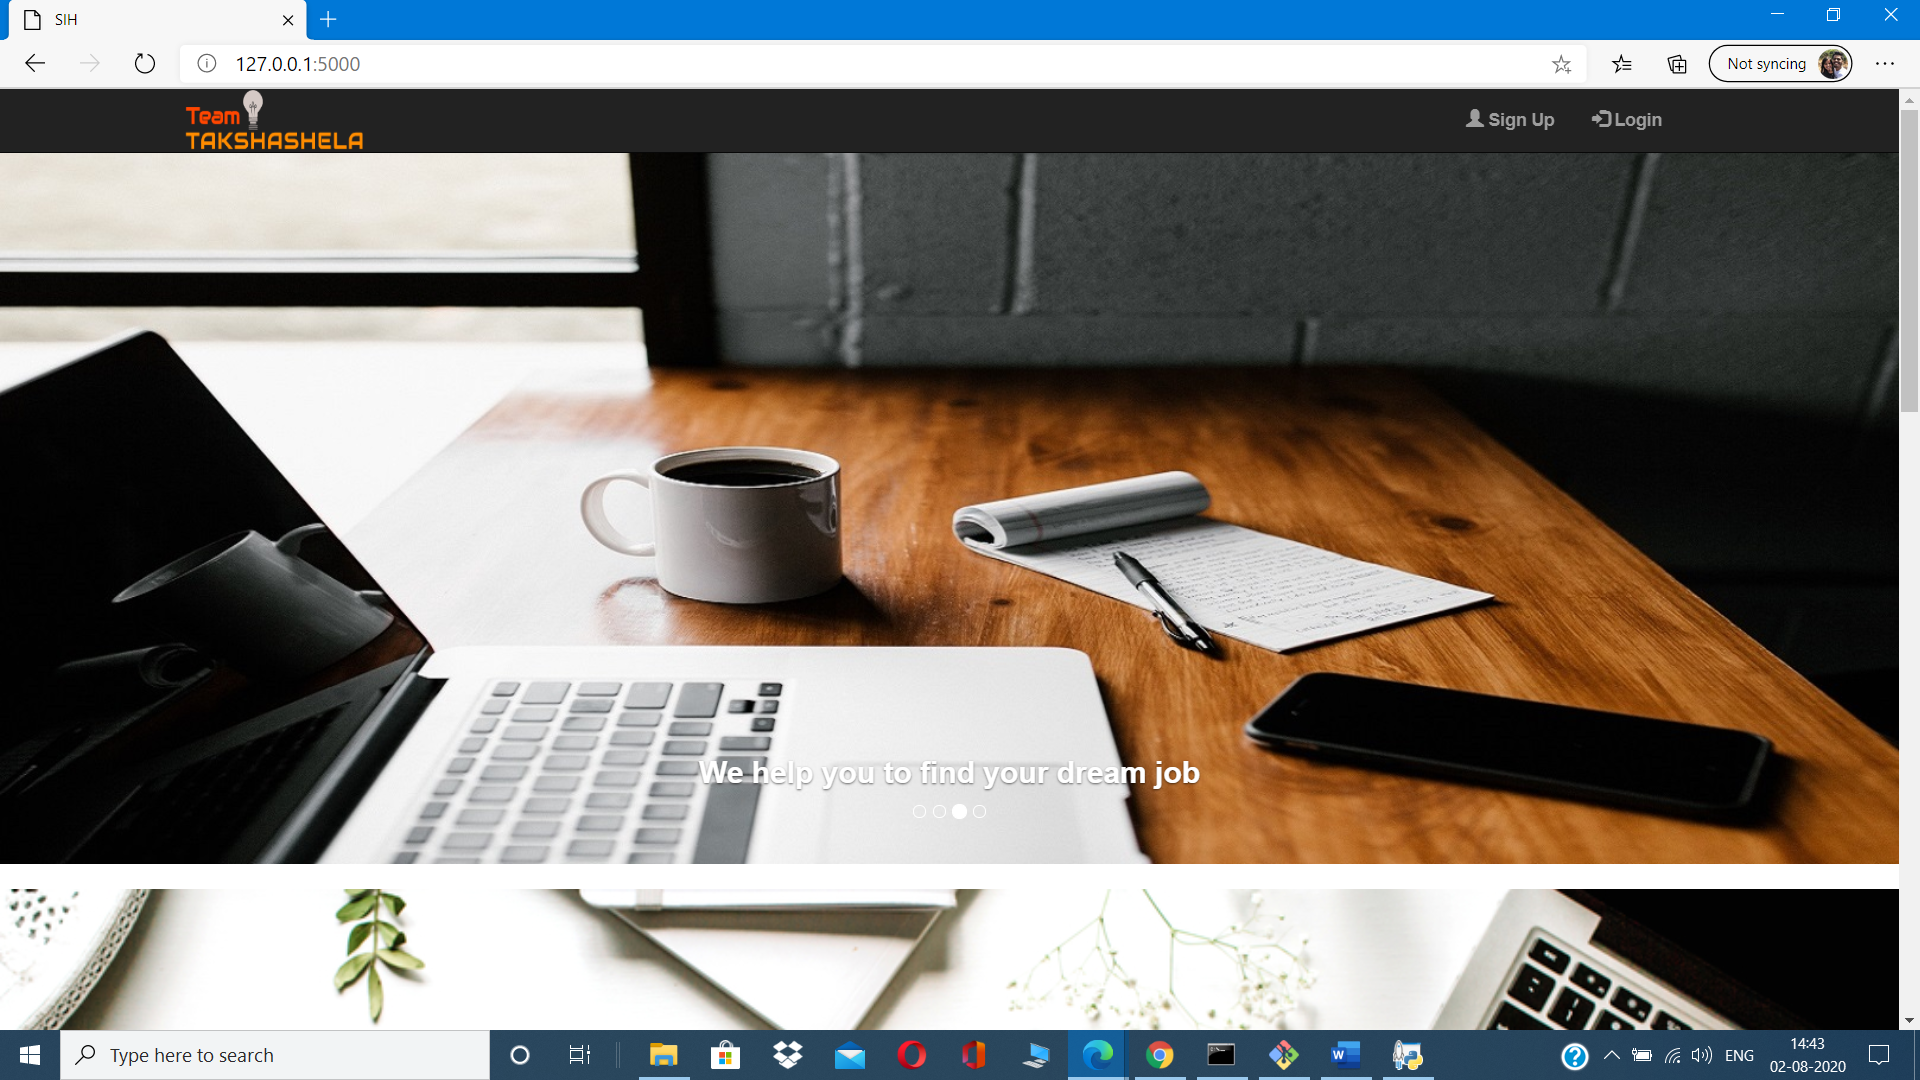 SIH
127.0.0.1:5000
Not syncing
Team
TAKSHASHELA
Sign Up
Login
We help you to find your dream job
Type here to search
ENG
14:43
02-08-2020